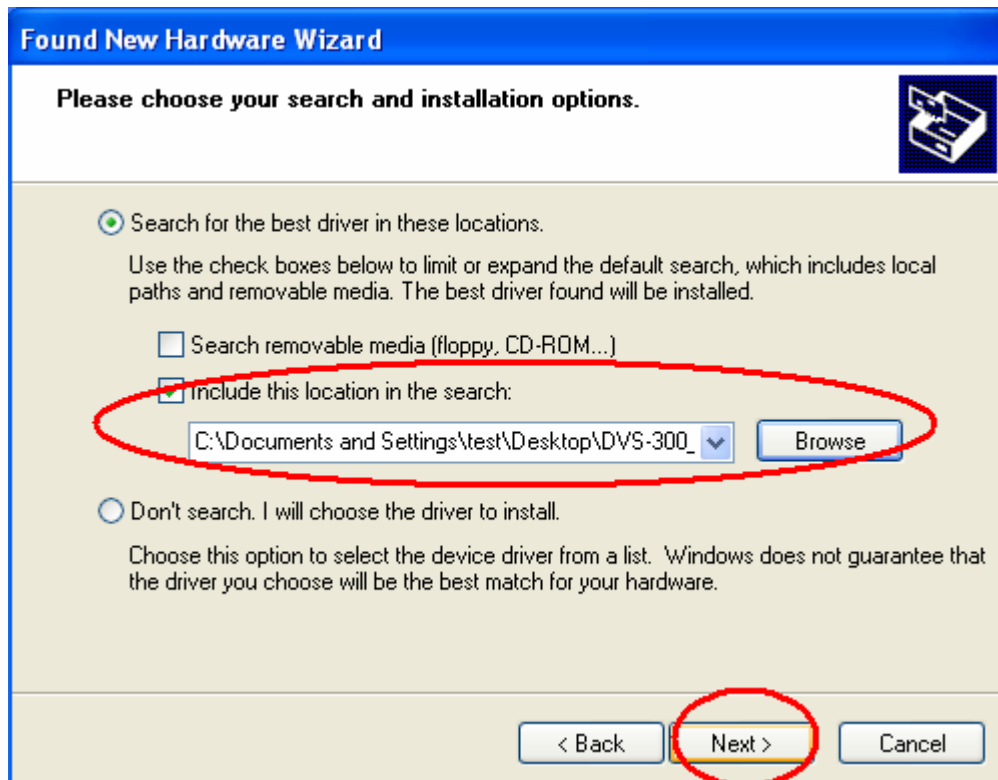 Found New Hardware Wizard
Please choose your search and installation options.
Search for the best driver in these locations.
Use the check boxes below to limit or expand the default search, which includes local
paths and removable media. The best driver found will be installed.
Search removable media (floppy, CD-ROM...)
Include this location in the search:
C:\Documents and Settings\test\Desktop\DVS-300_ Browse
Don't search. I will choose the driver to install.
Choose this option to select the device driver from a list. Windows does not guarantee that
the driver you choose will be the best match for your hardware.
< Back Next > Cancel